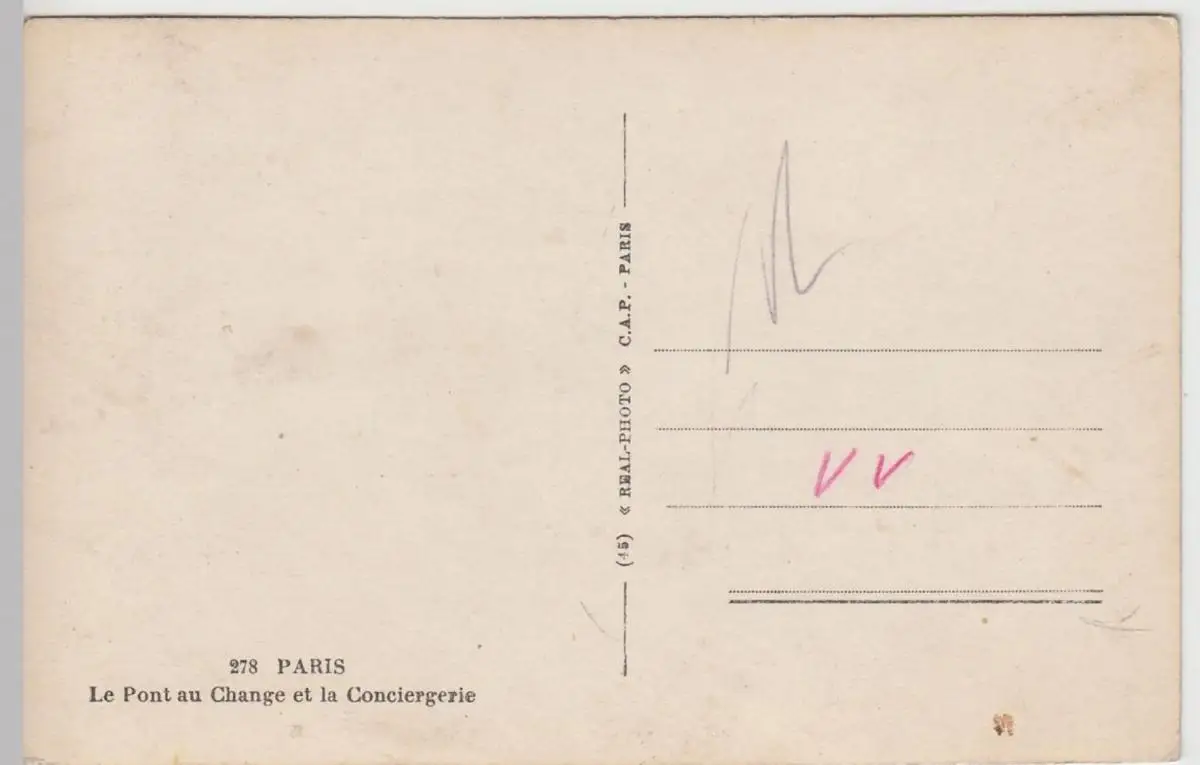 278 PARIS
Le Pont au Change et la Conciergerie
(45) « REAL-PHOTO » C.A.P. - PARIS
V V